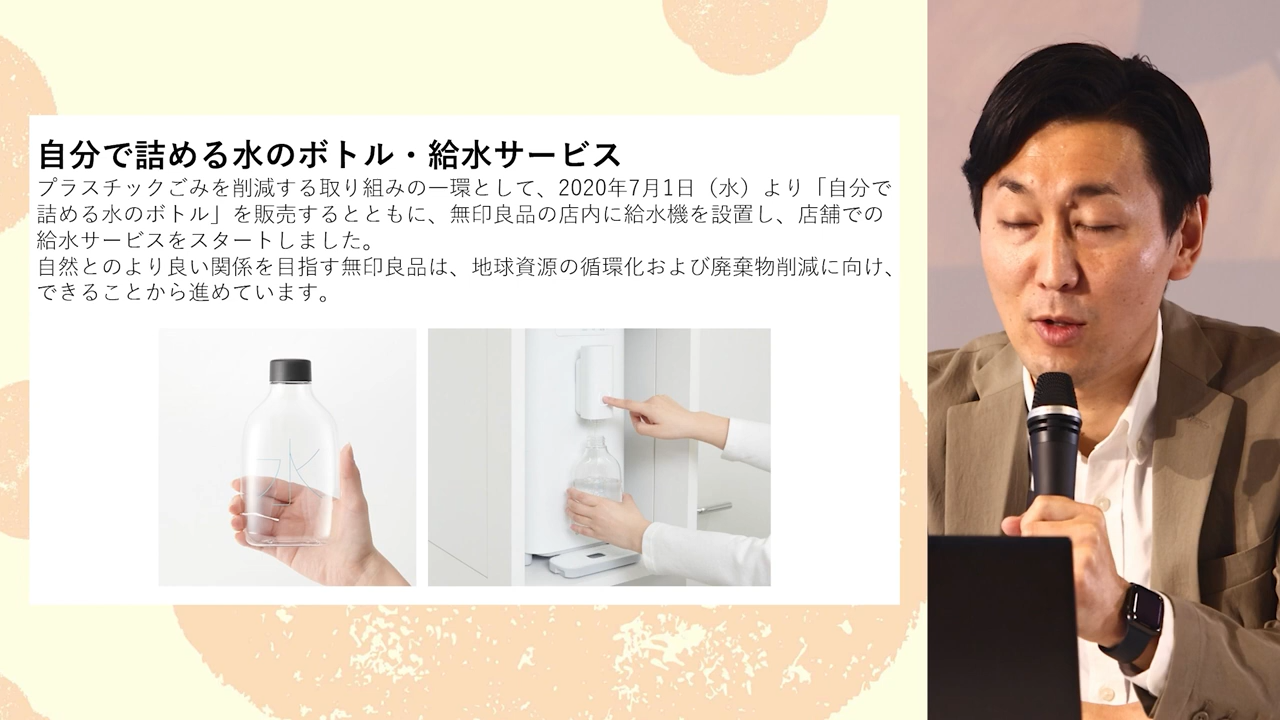 自分で詰める水のボトル・給水サービス
プラスチックごみを削減する取り組みの一環として、2020年7月1日（水）より「自分で
詰める水のボトル」を販売するとともに、無印良品の店内に給水機を設置し、店舗での
給水サービスをスタートしました。
自然とのより良い関係を目指す無印良品は、地球資源の循環化および廃棄物削減に向け、
できることから進めています。
水